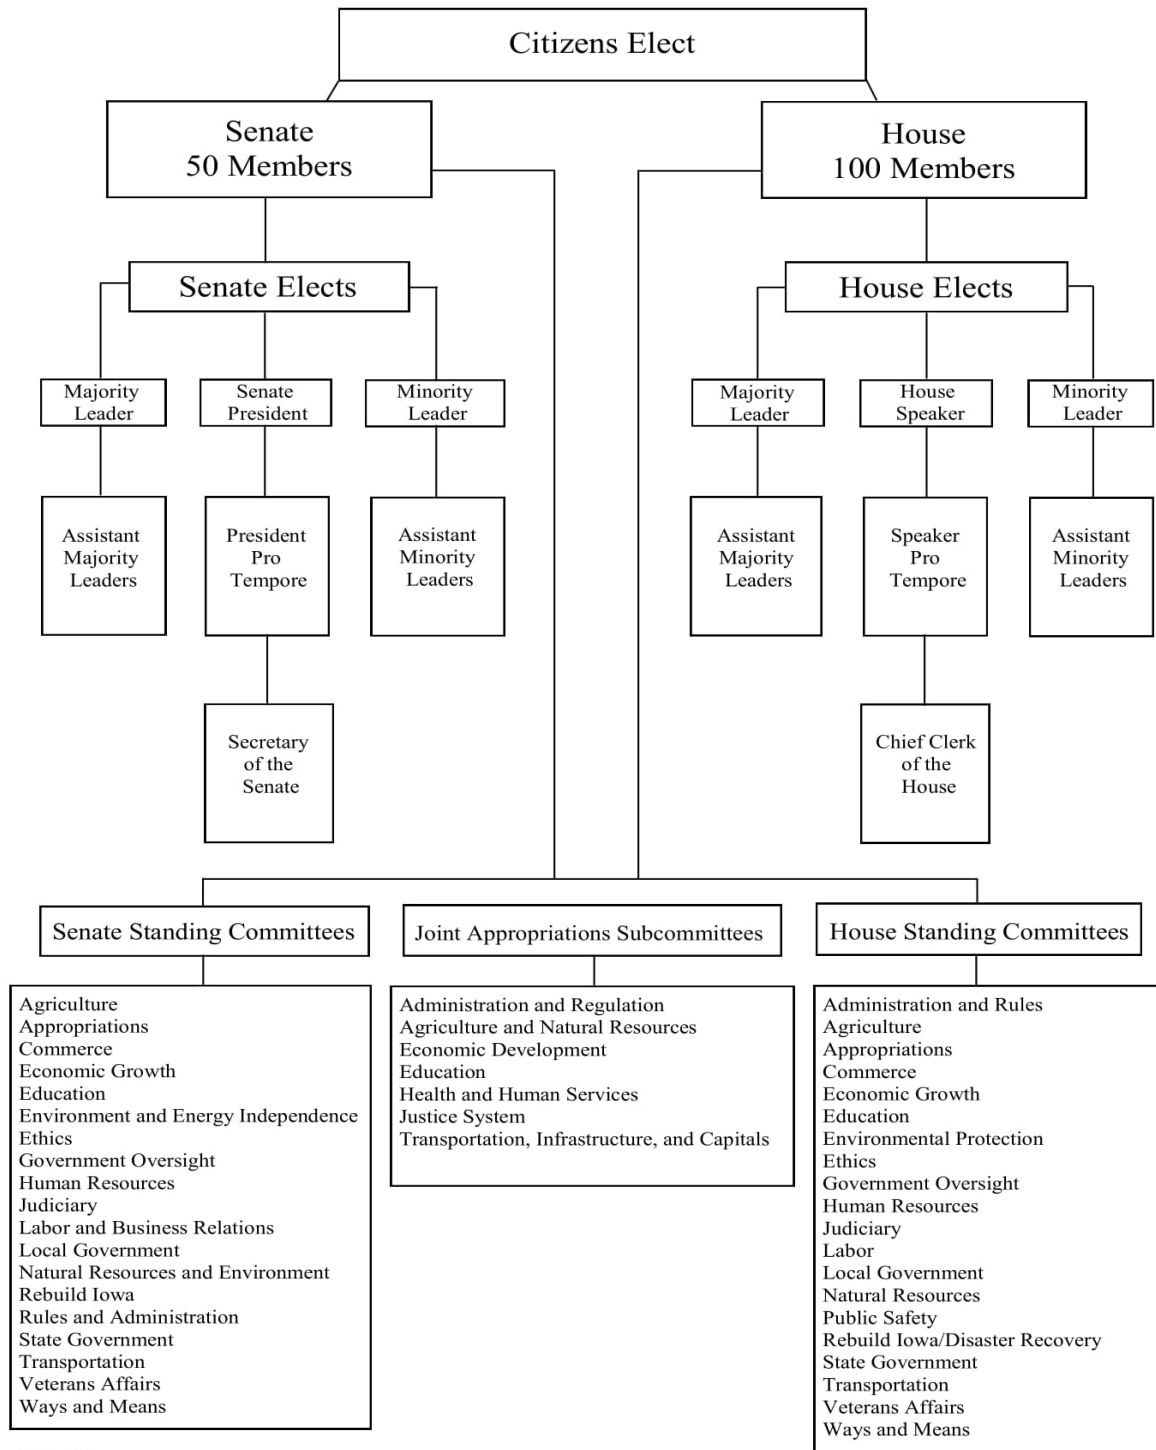 Citizens Elect
Senate
50 Members
House
100 Members
Senate Elects
House Elects
Majority
Leader
Senate
President
Minority
Leader
Majority
Leader
House
Speaker
Minority
Leader
Assistant
Majority
Leaders
President
Pro
Tempore
Assistant
Minority
Leaders
Assistant
Majority
Leaders
Speaker
Pro
Tempore
Assistant
Minority
Leaders
Secretary
of the
Senate
Chief Clerk
of the
House
Senate Standing Committees
Agriculture
Appropriations
Commerce
Economic Growth
Education
Environment and Energy Independence
Ethics
Government Oversight
Human Resources
Judiciary
Labor and Business Relations
Local Government
Natural Resources and Environment
Rebuild Iowa
Rules and Administration
State Government
Transportation
Veterans Affairs
Ways and Means
Joint Appropriations Subcommittees
Administration and Regulation
Agriculture and Natural Resources
Economic Development
Education
Health and Human Services
Justice System
Transportation, Infrastructure, and Capitals
House Standing Committees
Administration and Rules
Agriculture
Appropriations
Commerce
Economic Growth
Education
Environmental Protection
Ethics
Government Oversight
Human Resources
Judiciary
Labor
Local Government
Natural Resources
Public Safety
Rebuild Iowa/Disaster Recovery
State Government
Transportation
Veterans Affairs
Ways and Means